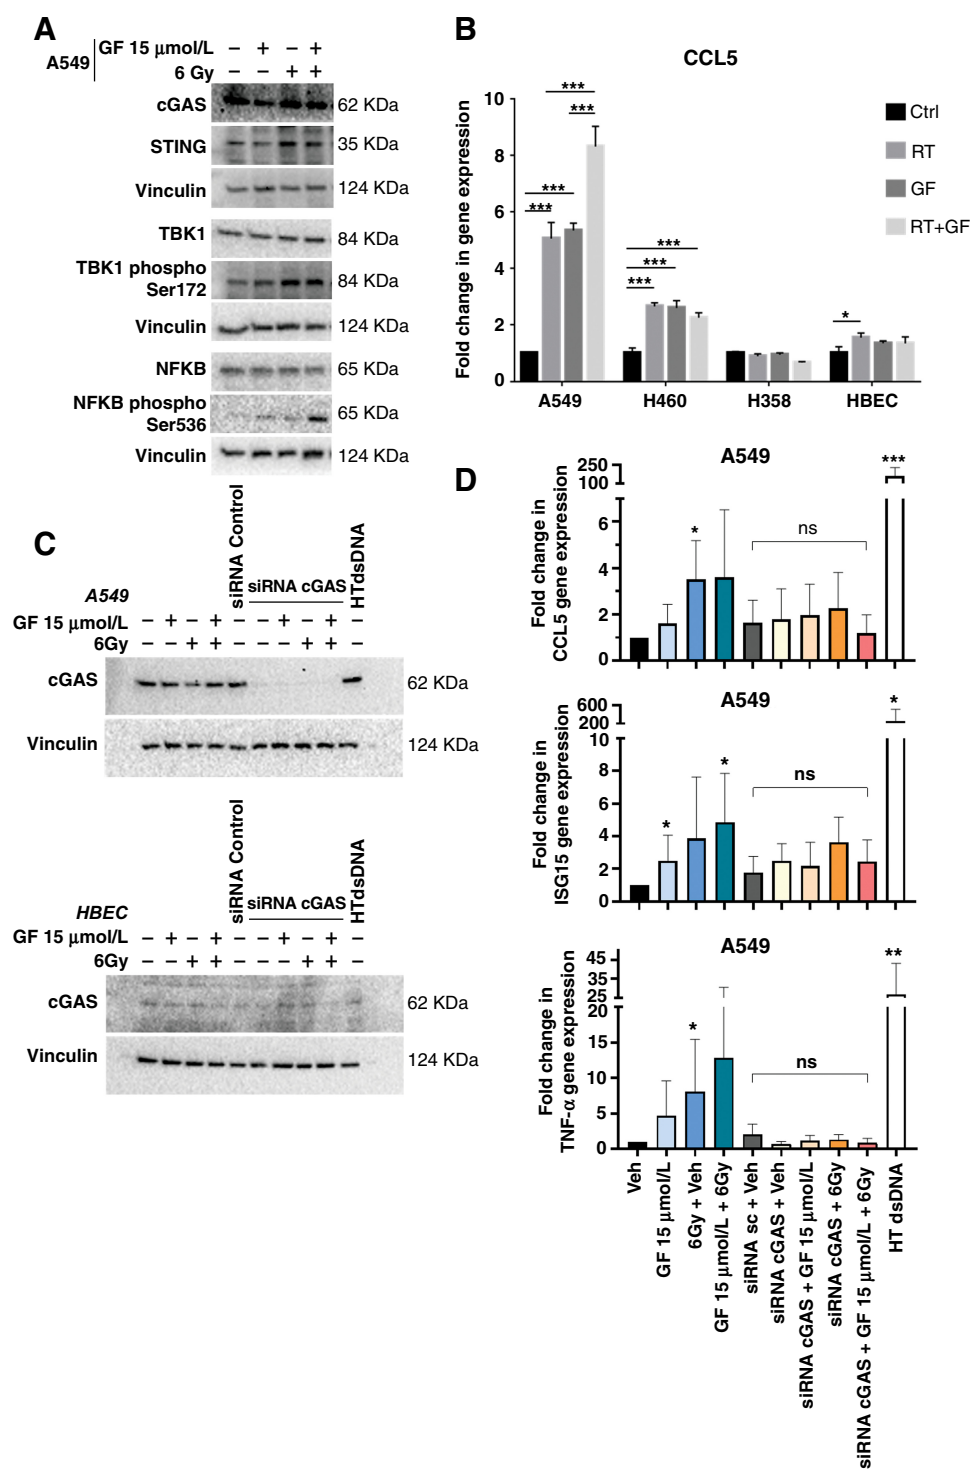 A
A549
GF 15 μmol/L − + − +
6 Gy − − + +
cGAS 62 KDa
STING 35 KDa
Vinculin 124 KDa
TBK1 84 KDa
TBK1 phospho
Ser172 84 KDa
Vinculin 124 KDa
NFKB 65 KDa
NFKB phospho
Ser536 65 KDa
Vinculin 124 KDa
B
CCL5
Fold change in gene expression
10
8
6
4
2
0
*** *** *** ***
*** *** ***
*
A549 H460 H358 HBEC
Ctrl
RT
GF
RT+GF
C
A549
siRNA Control
siRNA cGAS
HTdsDNA
GF 15 μmol/L − + − + − − + − + −
6Gy − − + + − − − + + −
cGAS 62 KDa
Vinculin 124 KDa
HBEC
siRNA Control
siRNA cGAS
HTdsDNA
GF 15 μmol/L − + − + − − + − + −
6Gy − − + + − − − + + −
cGAS 62 KDa
Vinculin 124 KDa
D
A549
Fold change in
CCL5 gene expression
250
100
6
4
2
0
*
ns
***
A549
Fold change in
ISG15 gene expression
600
200
10
8
6
4
2
0
*
*
ns
*
A549
Fold change in
TNF-α gene expression
45
35
25
20
15
10
5
0
*
ns
**
Veh
GF 15 μmol/L
6Gy + Veh
GF 15 μmol/L + 6Gy
siRNA sc + Veh
siRNA cGAS + Veh
siRNA cGAS + GF 15 μmol/L
siRNA cGAS + 6Gy
siRNA cGAS + GF 15 μmol/L + 6Gy
HT dsDNA